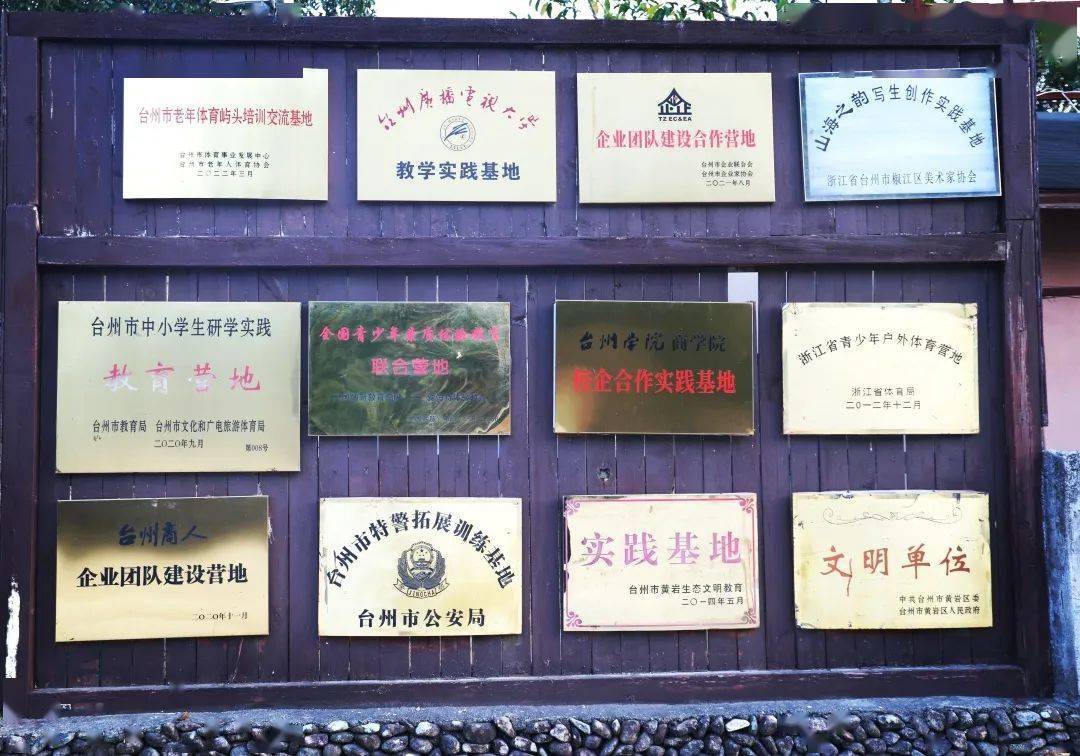 台州市老年体育屿头培训交流基地
台州市体育事业发展中心
台州市老年人体育协会
二〇二二年三月
台州广播电视大学
教学实践基地
TZ EC&EA
企业团队建设合作营地
台州市企业联合会
台州市企业家协会
二〇二一年八月
山海之韵写生创作实践基地
浙江省台州市椒江区美术家协会
台州市中小学生研学实践
教育营地
台州市教育局 台州市文化和广电旅游体育局
二〇二〇年九月
第008号
全国青少年素质体验教育
联合营地
台州学院 商学院
校企合作实践基地
浙江省青少年户外体育营地
浙江省体育局
二〇一二年十二月
台州商人
企业团队建设营地
二〇二〇年十一月
台州市特警拓展训练基地
JINGCHA
台州市公安局
实践基地
台州市黄岩生态文明教育
二〇一四年五月
文明单位
中共台州市黄岩区委
台州市黄岩区人民政府